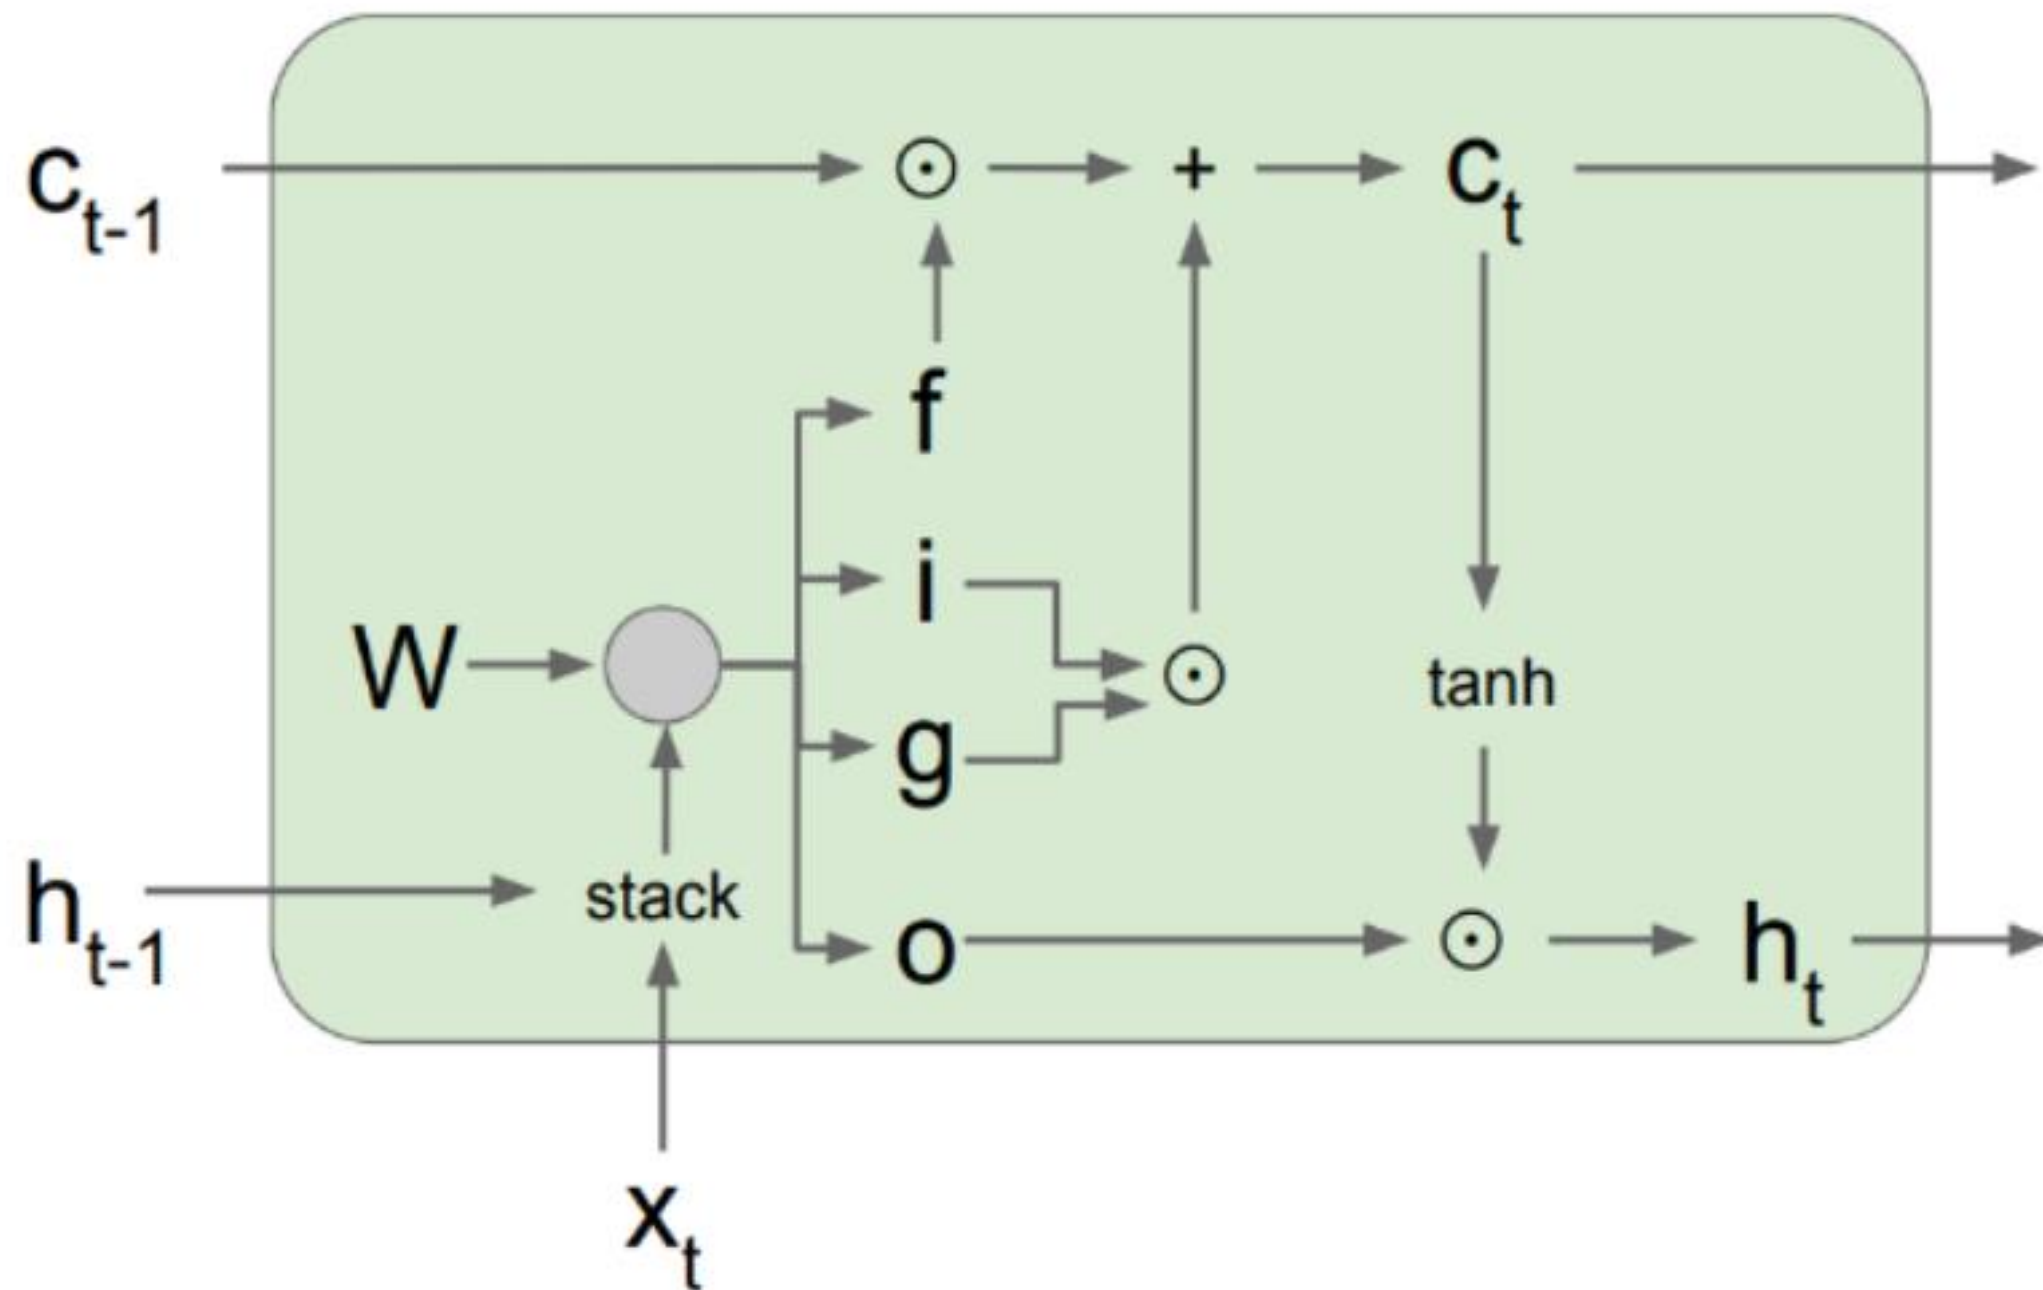 c_{t-1} ⊙ + c_t
f
i
W ⊙ tanh
g
h_{t-1} stack
o ⊙ h_t
x_t